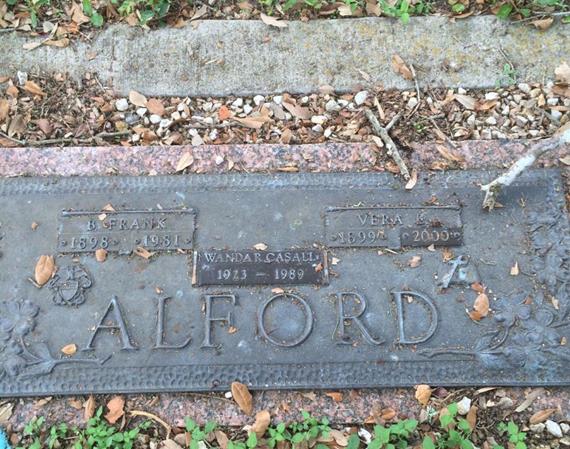 B. FRANK
1898 1981
VERA
1899 2000
WANDA R. CASALL
1923 – 1989
ALFORD